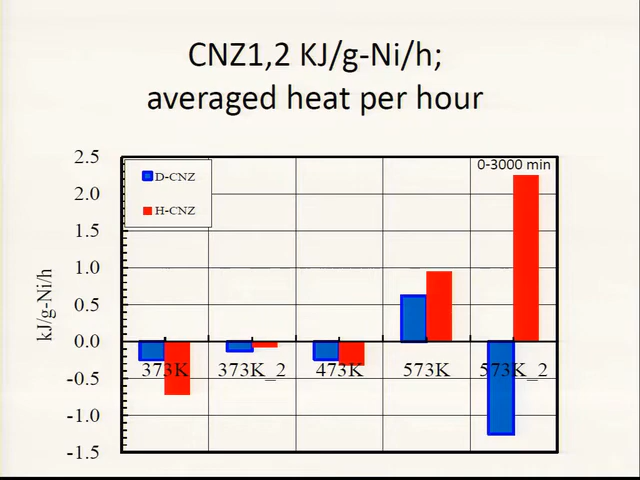 CNZ1,2 KJ/g-Ni/h;
averaged heat per hour
0-3000 min
D-CNZ
H-CNZ
kJ/g-Ni/h
2.5
2.0
1.5
1.0
0.5
0.0
-0.5
-1.0
-1.5
373K
373K_2
473K
573K
573K_2